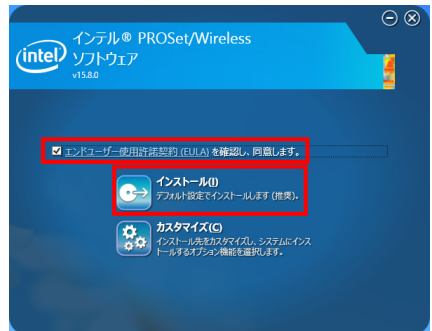 intel
インテル® PROSet/Wireless
ソフトウェア
v15.8.0
エンドユーザー使用許諾契約 (EULA) を確認し、同意します。
インストール(I)
デフォルト設定でインストールします (推奨)。
カスタマイズ(C)
インストール先をカスタマイズし、システムにインス
トールするオプション機能を選択します。